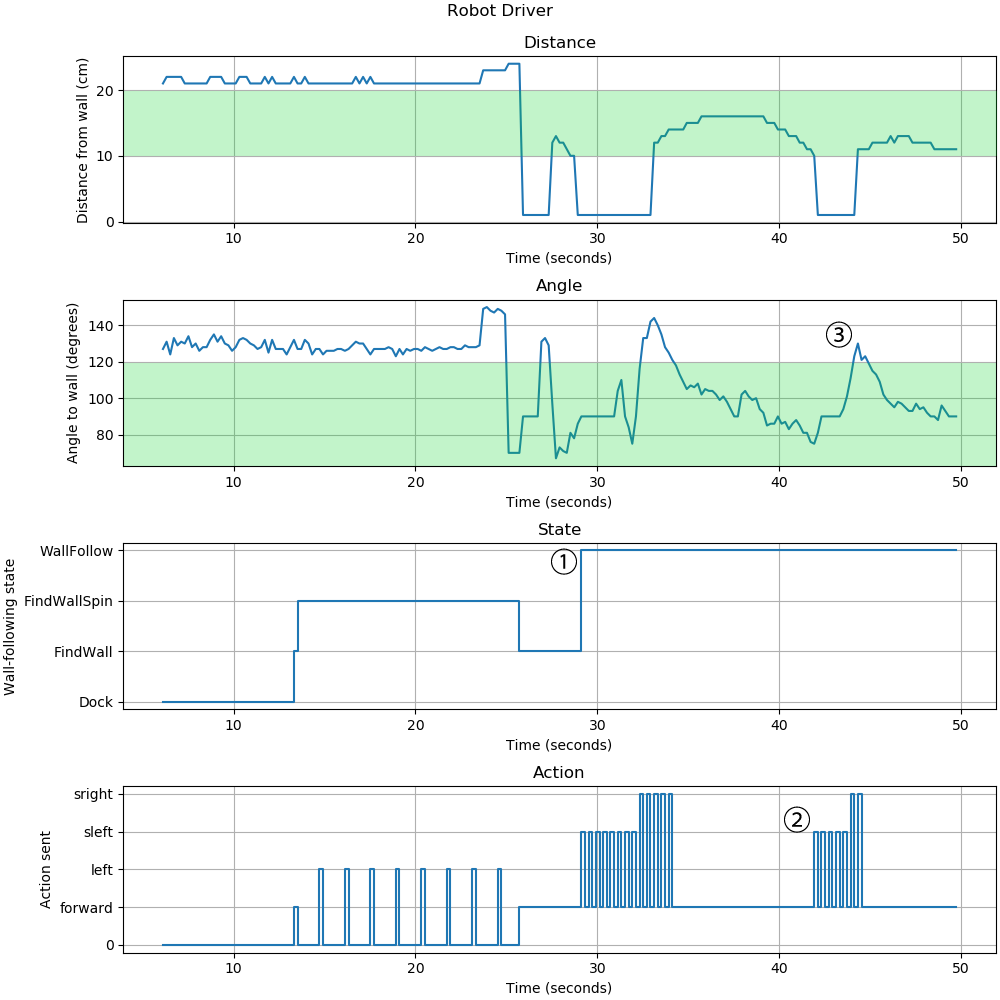 Robot Driver
Distance
Distance from wall (cm)
20
10
0
10 20 30 40 50
Time (seconds)
Angle
Angle to wall (degrees)
140
120
100
80
③
10 20 30 40 50
Time (seconds)
State
Wall-following state
WallFollow
FindWallSpin
FindWall
Dock
①
10 20 30 40 50
Time (seconds)
Action
Action sent
sright
sleft
left
forward
0
②
10 20 30 40 50
Time (seconds)